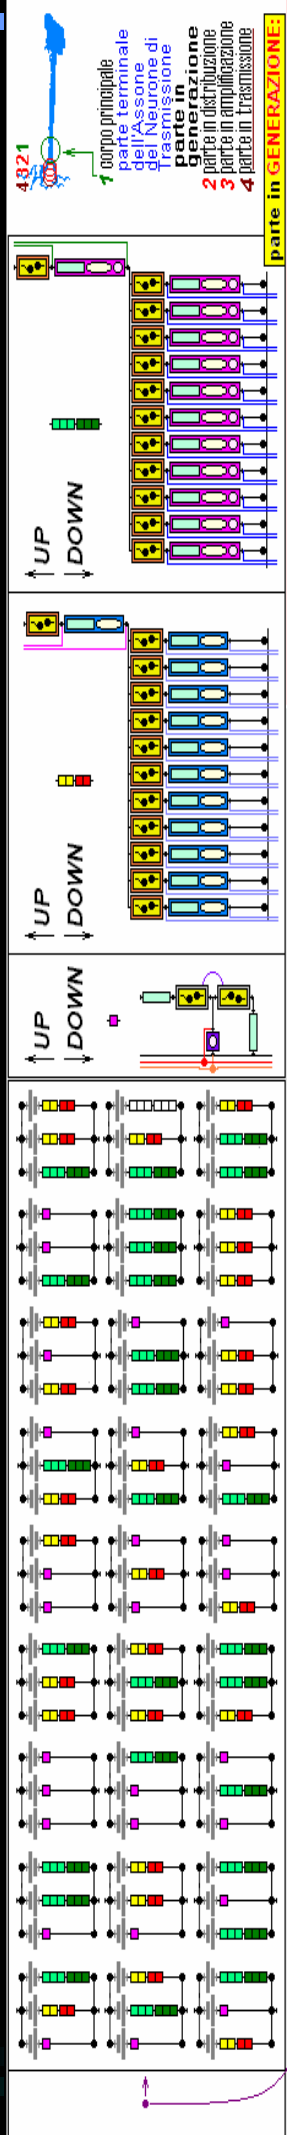 4321
1 corpo principale
parte terminale
dell'Assone
del Neurone di
Trasmissione
parte in
generazione
2 parte in distribuzione
3 parte in amplificazione
4 parte in trasmissione
parte in GENERAZIONE:
UP
DOWN
UP
DOWN
UP
DOWN